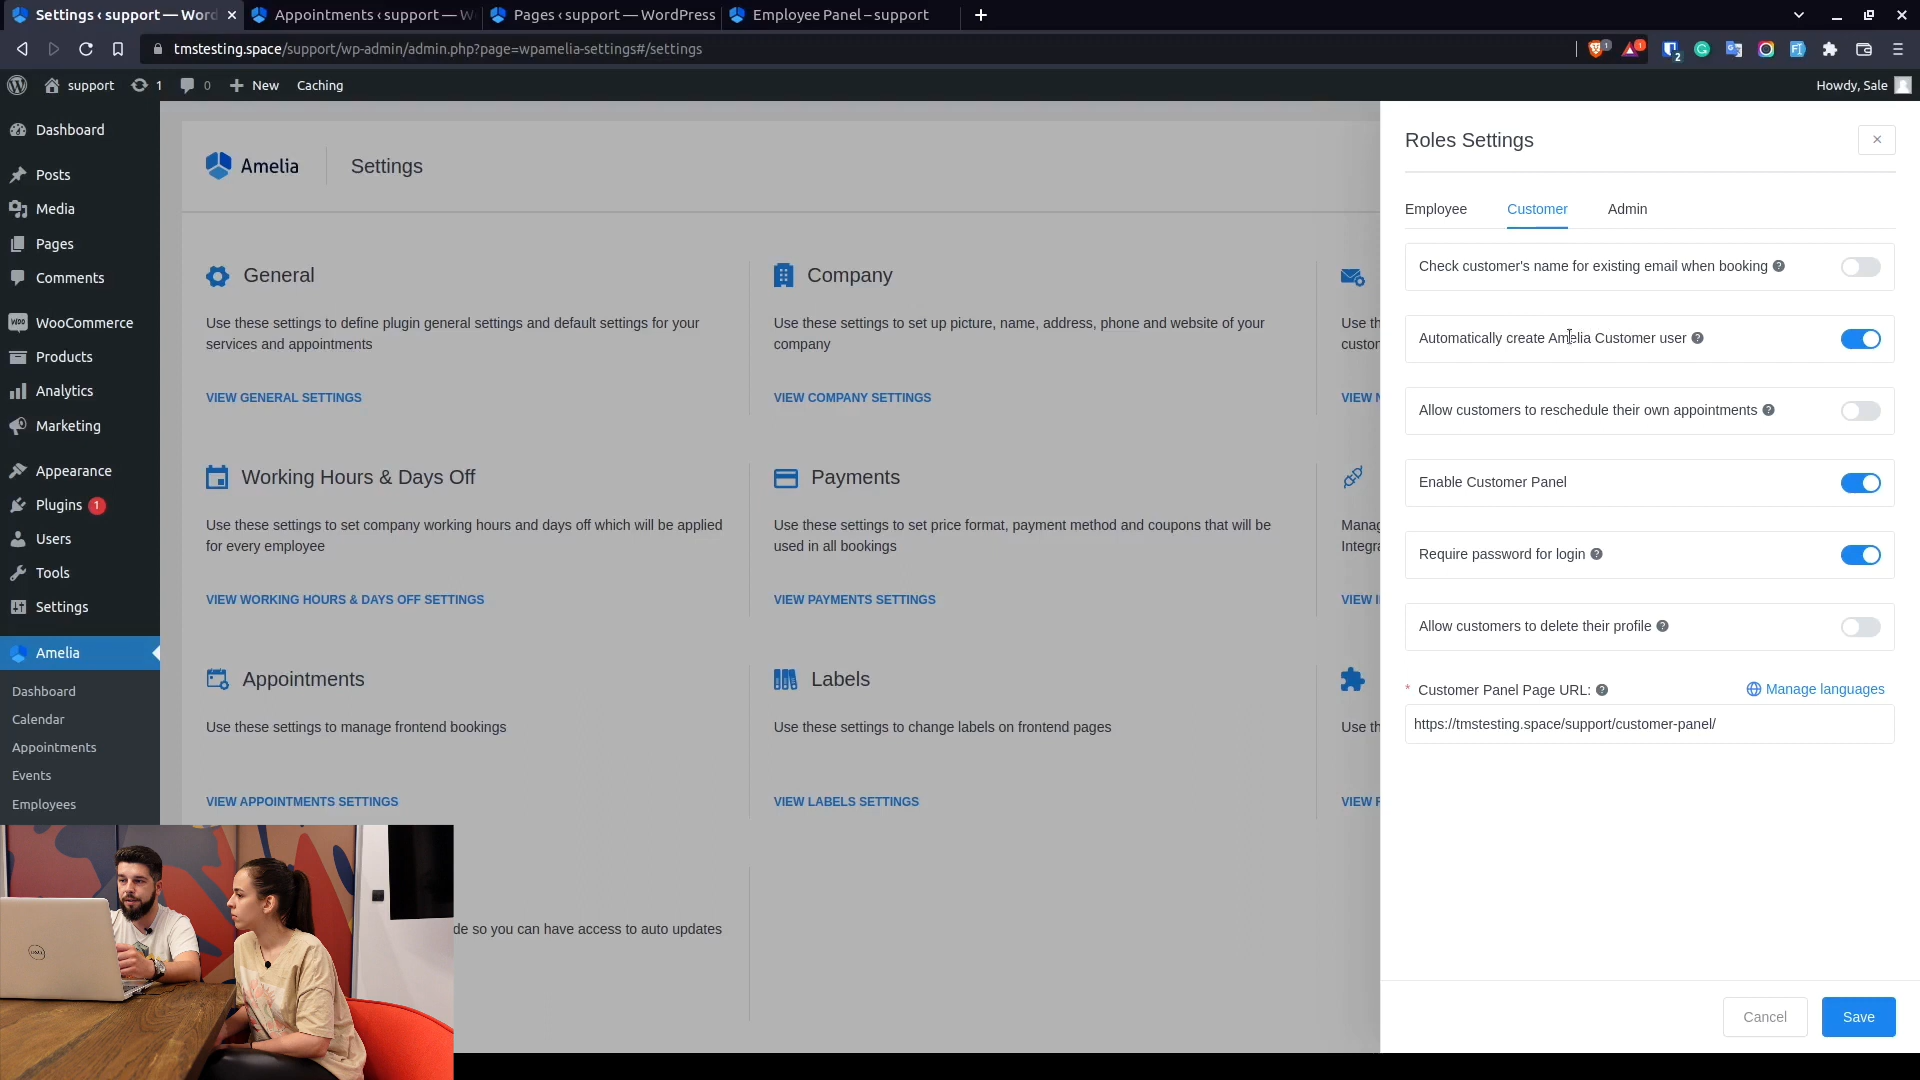 Settings ‹ support — Word
Appointments ‹ support — W
Pages ‹ support — WordPress
Employee Panel – support
tmstesting.space/support/wp-admin/admin.php?page=wpamelia-settings#/settings
1
1
2
support
1
0
New
Caching
Howdy, Sale
Dashboard
Posts
Media
Pages
Comments
WooCommerce
Products
Analytics
Marketing
Appearance
Plugins 1
Users
Tools
Settings
Amelia
Dashboard
Calendar
Appointments
Events
Employees
Amelia
Settings
General
Use these settings to define plugin general settings and default settings for your
services and appointments
VIEW GENERAL SETTINGS
Company
Use these settings to set up picture, name, address, phone and website of your
company
VIEW COMPANY SETTINGS
Use th
custon
VIEW N
Working Hours & Days Off
Use these settings to set company working hours and days off which will be applied
for every employee
VIEW WORKING HOURS & DAYS OFF SETTINGS
Payments
Use these settings to set price format, payment method and coupons that will be
used in all bookings
VIEW PAYMENTS SETTINGS
Manag
Integra
VIEW I
Appointments
Use these settings to manage frontend bookings
VIEW APPOINTMENTS SETTINGS
Labels
Use these settings to change labels on frontend pages
VIEW LABELS SETTINGS
Use th
VIEW F
de so you can have access to auto updates
Roles Settings
Employee
Customer
Admin
Check customer's name for existing email when booking
Automatically create Amelia Customer user
Allow customers to reschedule their own appointments
Enable Customer Panel
Require password for login
Allow customers to delete their profile
* Customer Panel Page URL:
Manage languages
https://tmstesting.space/support/customer-panel/
Cancel
Save
DELL